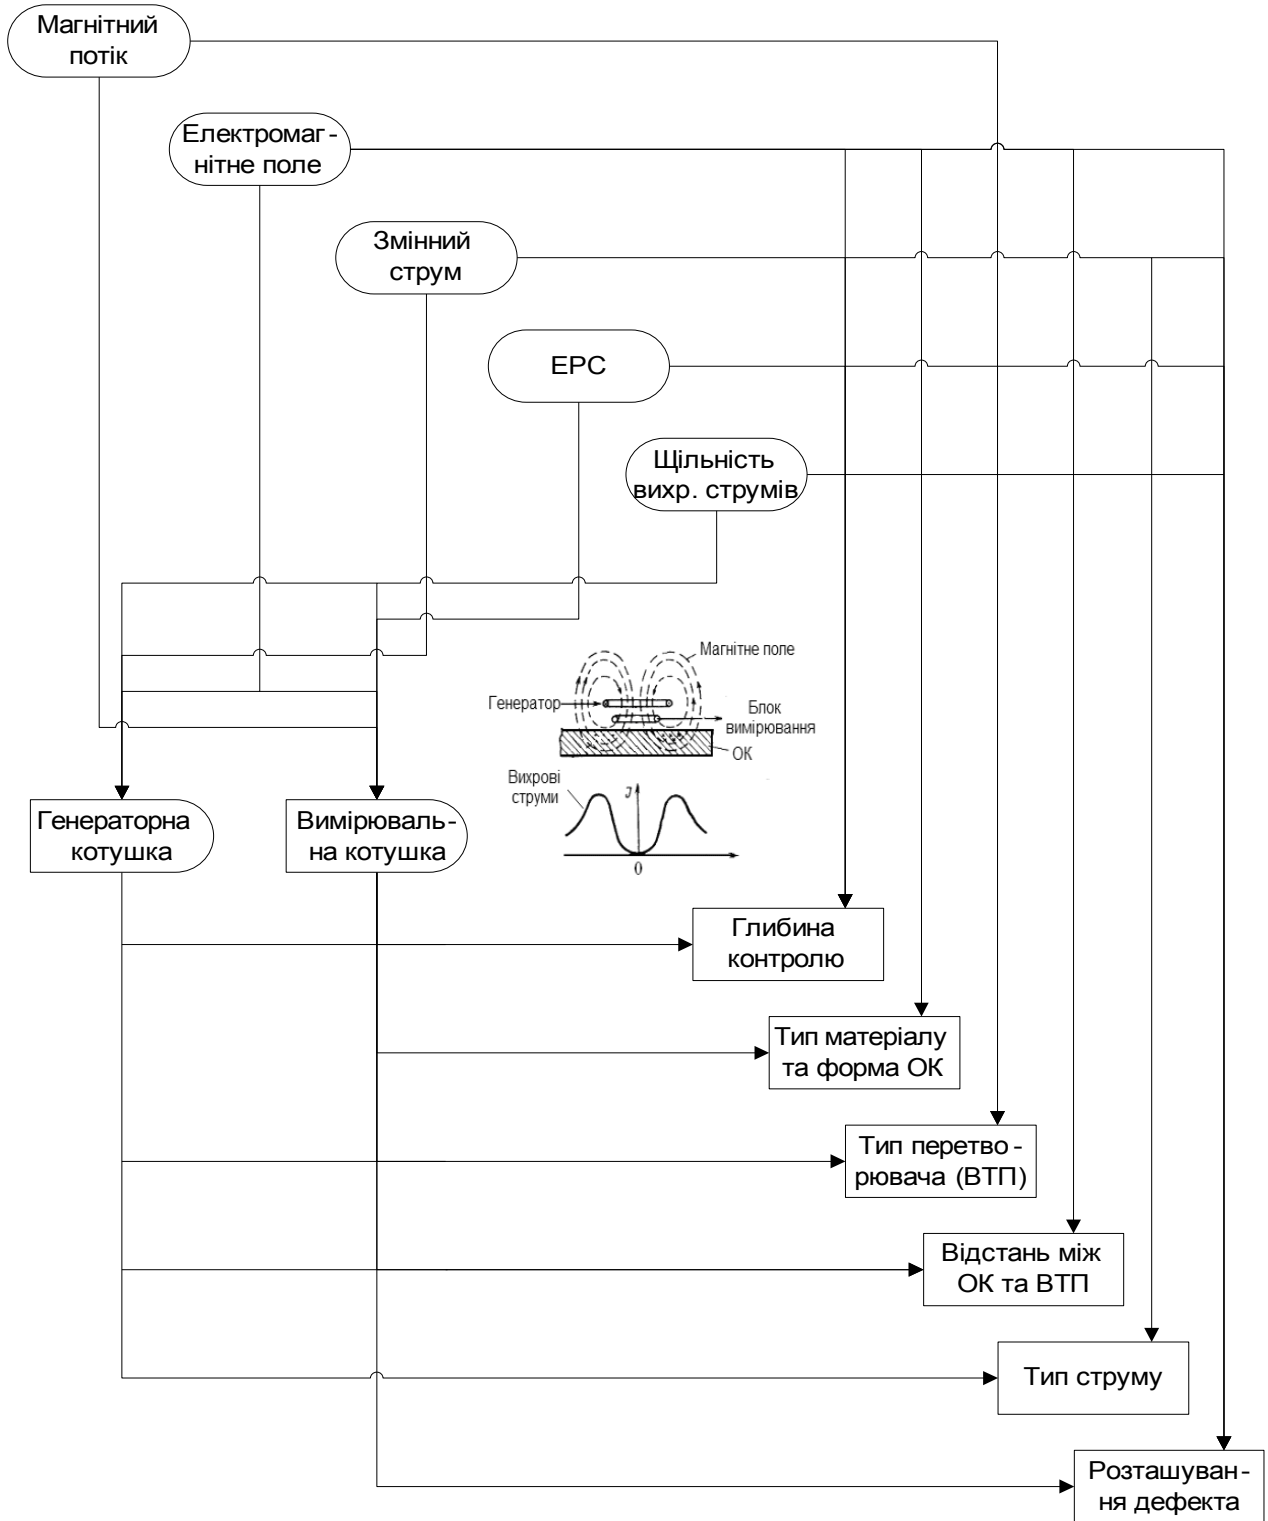 Магнітний
потік
Електромаг-
нітне поле
Змінний
струм
ЕРС
Щільність
вихр. струмів
Магнітне поле
Генератор
Блок
вимірювання
ОК
Вихрові
струми
J
0
Генераторна
котушка
Вимірюваль-
на котушка
Глибина
контролю
Тип матеріалу
та форма ОК
Тип перетво-
рювача (ВТП)
Відстань між
ОК та ВТП
Тип струму
Розташуван-
ня дефекта